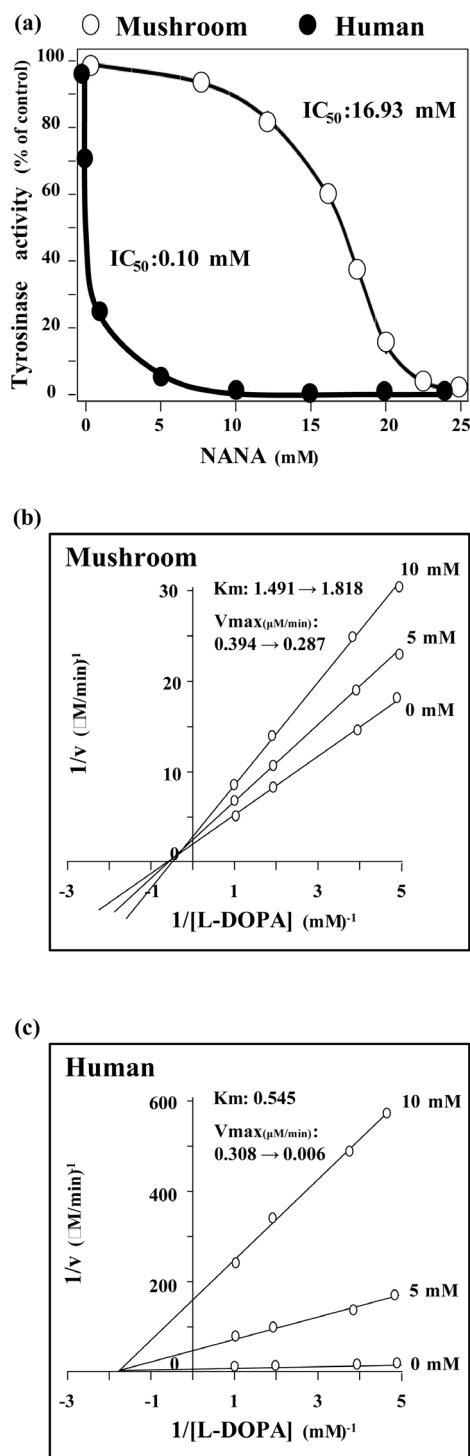 (a)
○ Mushroom ● Human
Tyrosinase activity (% of control)
100
80
60
40
20
0
IC₅₀:16.93 mM
IC₅₀:0.10 mM
0 5 10 15 20 25
NANA (mM)
(b)
Mushroom
1/v (□M/min)⁻¹
30
20
10
0
Km: 1.491 → 1.818
Vmax(μM/min):
0.394 → 0.287
10 mM
5 mM
0 mM
-3 -1 1 3 5
1/[L-DOPA] (mM)⁻¹
(c)
Human
1/v (□M/min)⁻¹
600
400
200
0
Km: 0.545
Vmax(μM/min):
0.308 → 0.006
10 mM
5 mM
0 mM
-3 -1 1 3 5
1/[L-DOPA] (mM)⁻¹